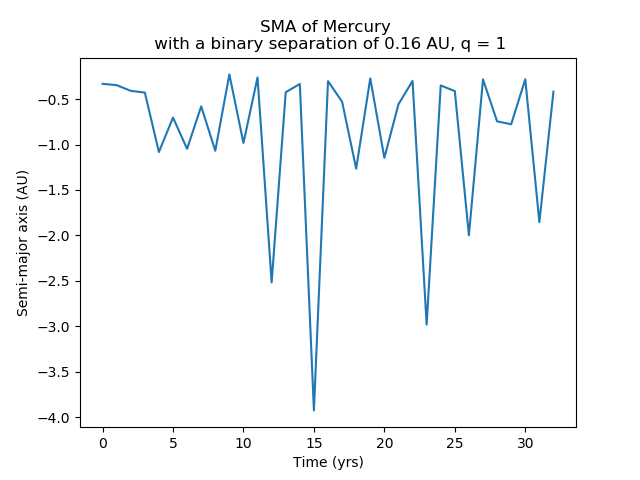 SMA of Mercury
with a binary separation of 0.16 AU, q = 1
Semi-major axis (AU)
−0.5
−1.0
−1.5
−2.0
−2.5
−3.0
−3.5
−4.0
0 5 10 15 20 25 30
Time (yrs)